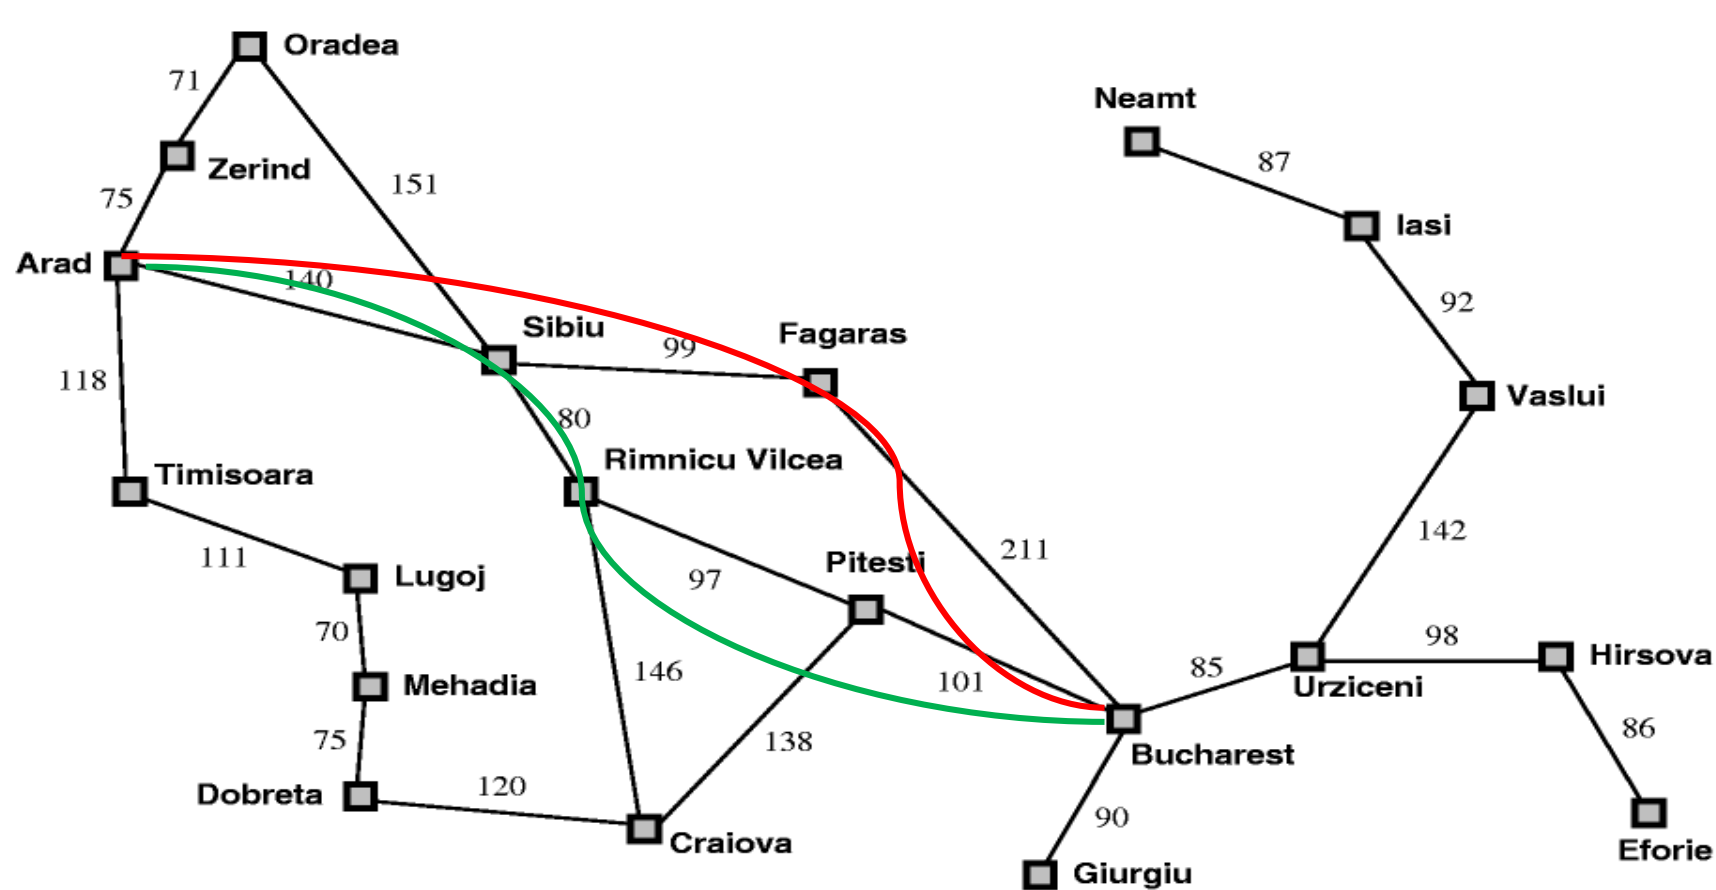 Oradea
71
Neamt
87
Zerind
151
75
Iasi
Arad
140
92
Sibiu
Fagaras
99
118
Vaslui
80
Rimnicu Vilcea
Timisoara
142
211
111
Pitesti
97
Lugoj
70
98
Hirsova
146
85
101
Urziceni
Mehadia
86
75
138
Bucharest
120
Dobreta
90
Craiova
Eforie
Giurgiu